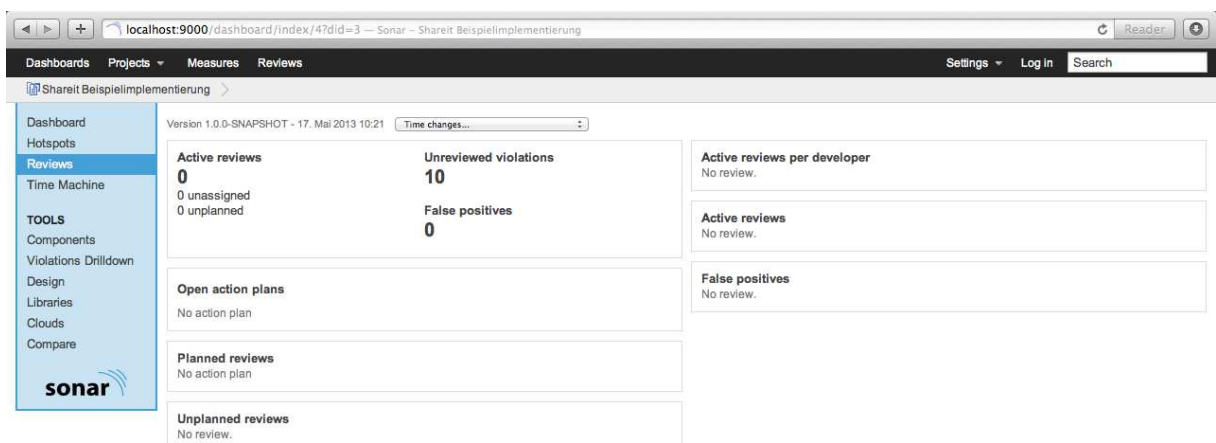 localhost:9000/dashboard/index/4?did=3 — Sonar – Shareit Beispielimplementierung
Reader
Dashboards Projects Measures Reviews Settings Log in Search
Shareit Beispielimplementierung
Dashboard
Hotspots
Reviews
Time Machine
TOOLS
Components
Violations Drilldown
Design
Libraries
Clouds
Compare
sonar
Version 1.0.0-SNAPSHOT - 17. Mai 2013 10:21 Time changes...
Active reviews
0
0 unassigned
0 unplanned
Unreviewed violations
10
False positives
0
Open action plans
No action plan
Planned reviews
No action plan
Unplanned reviews
No review.
Active reviews per developer
No review.
Active reviews
No review.
False positives
No review.